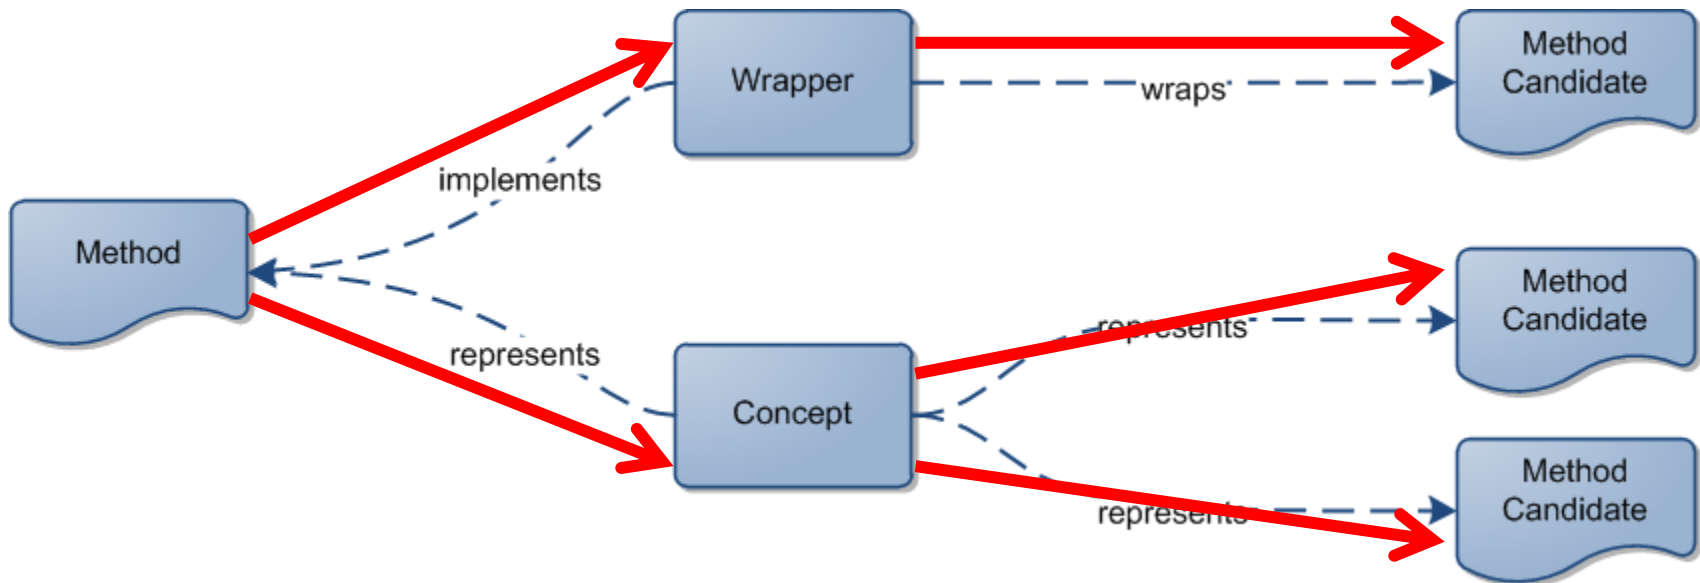 Wrapper
wraps
Method
Candidate
implements
Method
represents
Concept
represents
Method
Candidate
represents
Method
Candidate